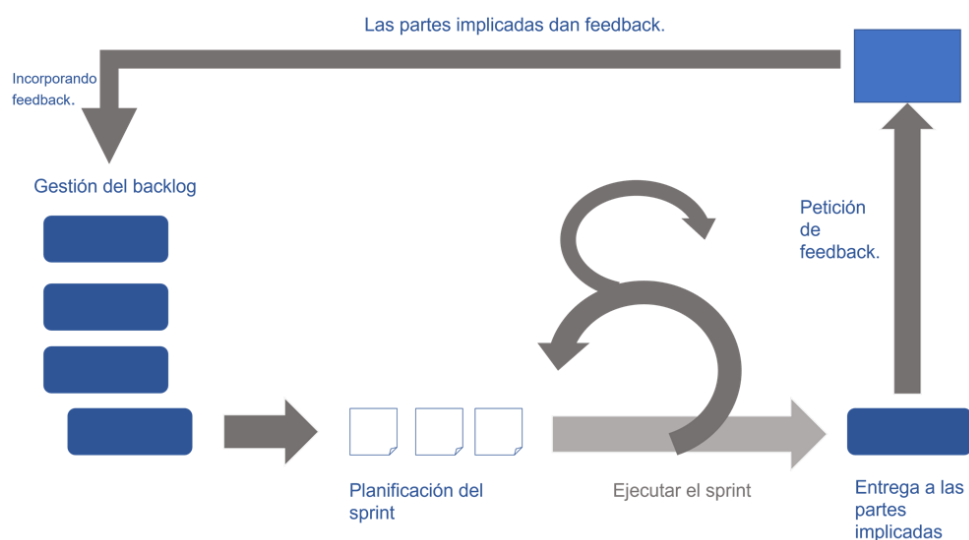 Las partes implicadas dan feedback.
Incorporando
feedback.
Gestión del backlog
Petición
de
feedback.
Planificación del
sprint
Ejecutar el sprint
Entrega a las
partes
implicadas